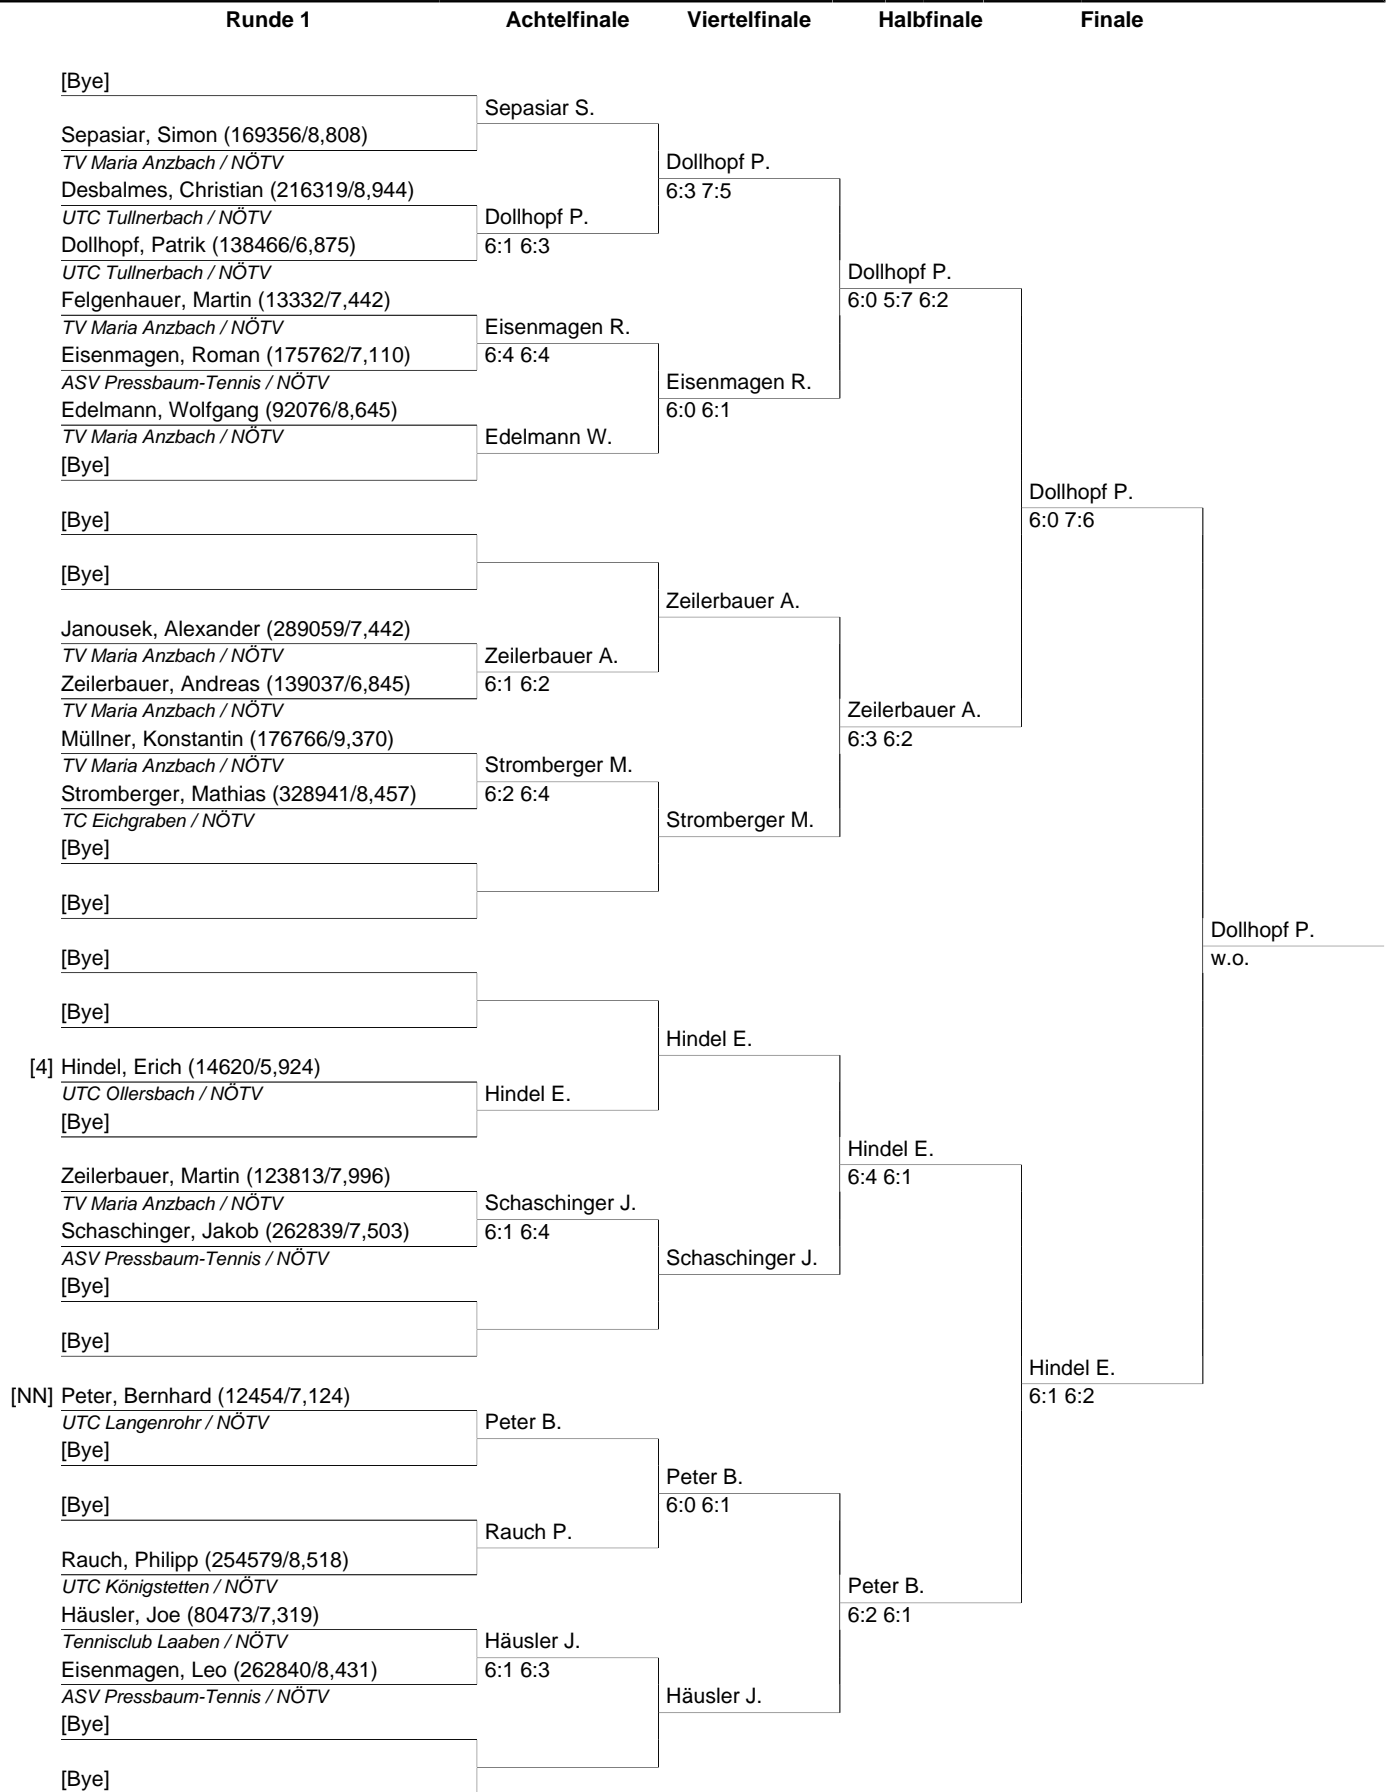 Runde 1 Achtelfinale Viertelfinale Halbfinale Finale
[Bye]
Sepasiar S.
Sepasiar, Simon (169356/8,808)
TV Maria Anzbach / NÖTV Dollhopf P.
Desbalmes, Christian (216319/8,944) 6:3 7:5
UTC Tullnerbach / NÖTV Dollhopf P.
Dollhopf, Patrik (138466/6,875) 6:1 6:3
UTC Tullnerbach / NÖTV Dollhopf P.
Felgenhauer, Martin (13332/7,442) 6:0 5:7 6:2
TV Maria Anzbach / NÖTV Eisenmagen R.
Eisenmagen, Roman (175762/7,110) 6:4 6:4
ASV Pressbaum-Tennis / NÖTV Eisenmagen R.
Edelmann, Wolfgang (92076/8,645) 6:0 6:1
TV Maria Anzbach / NÖTV Edelmann W.
[Bye]
Dollhopf P.
[Bye] 6:0 7:6
[Bye]
Zeilerbauer A.
Janousek, Alexander (289059/7,442)
TV Maria Anzbach / NÖTV Zeilerbauer A.
Zeilerbauer, Andreas (139037/6,845) 6:1 6:2
TV Maria Anzbach / NÖTV Zeilerbauer A.
Müllner, Konstantin (176766/9,370) 6:3 6:2
TV Maria Anzbach / NÖTV Stromberger M.
Stromberger, Mathias (328941/8,457) 6:2 6:4
TC Eichgraben / NÖTV Stromberger M.
[Bye]
[Bye]
Dollhopf P.
[Bye] w.o.
[Bye]
Hindel E.
[4] Hindel, Erich (14620/5,924)
UTC Ollersbach / NÖTV Hindel E.
[Bye]
Hindel E.
Zeilerbauer, Martin (123813/7,996) 6:4 6:1
TV Maria Anzbach / NÖTV Schaschinger J.
Schaschinger, Jakob (262839/7,503) 6:1 6:4
ASV Pressbaum-Tennis / NÖTV Schaschinger J.
[Bye]
[Bye]
Hindel E.
[NN] Peter, Bernhard (12454/7,124) 6:1 6:2
UTC Langenrohr / NÖTV Peter B.
[Bye]
Peter B.
[Bye] 6:0 6:1
Rauch P.
Rauch, Philipp (254579/8,518)
UTC Königstetten / NÖTV Peter B.
Häusler, Joe (80473/7,319) 6:2 6:1
Tennisclub Laaben / NÖTV Häusler J.
Eisenmagen, Leo (262840/8,431) 6:1 6:3
ASV Pressbaum-Tennis / NÖTV Häusler J.
[Bye]
[Bye]